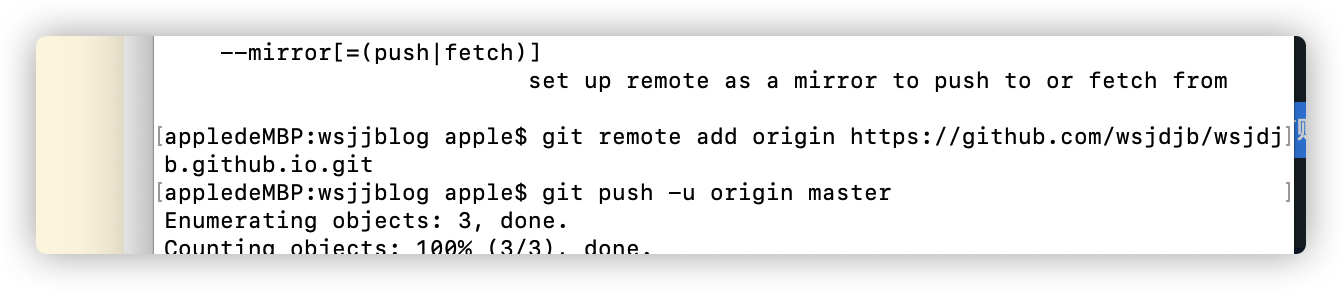 --mirror[=(push|fetch)]
set up remote as a mirror to push to or fetch from
[appledeMBP:wsjjblog apple$ git remote add origin https://github.com/wsjdjb/wsjdj]
b.github.io.git
[appledeMBP:wsjjblog apple$ git push -u origin master ]
Enumerating objects: 3, done.
Counting objects: 100% (3/3), done.